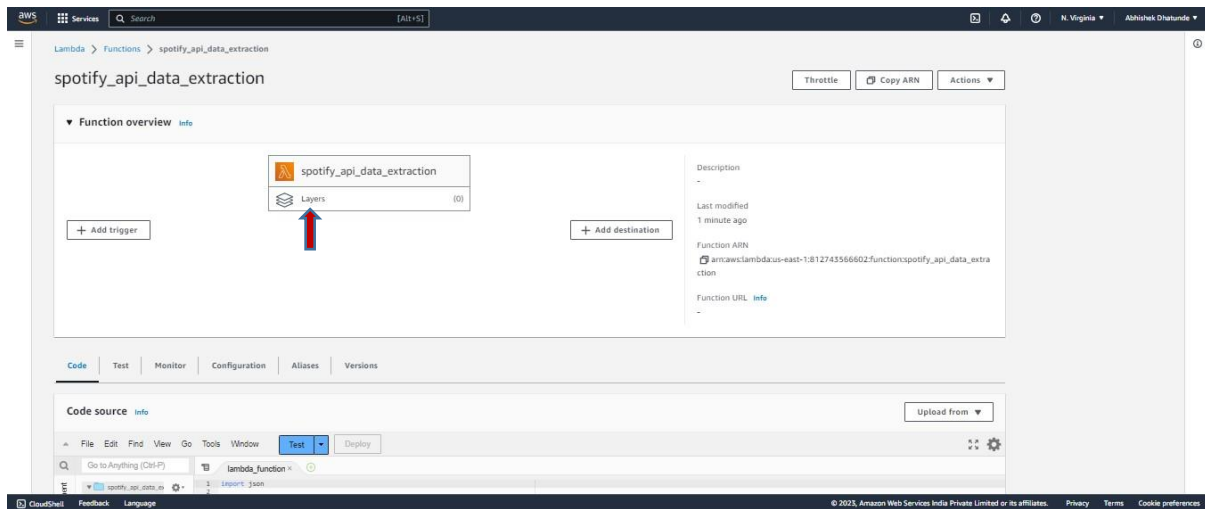 aws
Services
Search
[Alt+S]
N. Virginia ▼
Abhishek Dhatunde ▼
Lambda > Functions > spotify_api_data_extraction
spotify_api_data_extraction
Throttle
Copy ARN
Actions ▼
▼ Function overview Info
spotify_api_data_extraction
Layers
(0)
+ Add trigger
+ Add destination
Description
-
Last modified
1 minute ago
Function ARN
arn:aws:lambda:us-east-1:812743566602:function:spotify_api_data_extra
ction
Function URL Info
-
Code
Test
Monitor
Configuration
Aliases
Versions
Code source Info
Upload from ▼
File Edit Find View Go Tools Window
Test
Deploy
Go to Anything (Ctrl-P)
lambda_function ×
1 import json
2
CloudShell
Feedback
Language
© 2023, Amazon Web Services India Private Limited or its affiliates.
Privacy
Terms
Cookie preferences